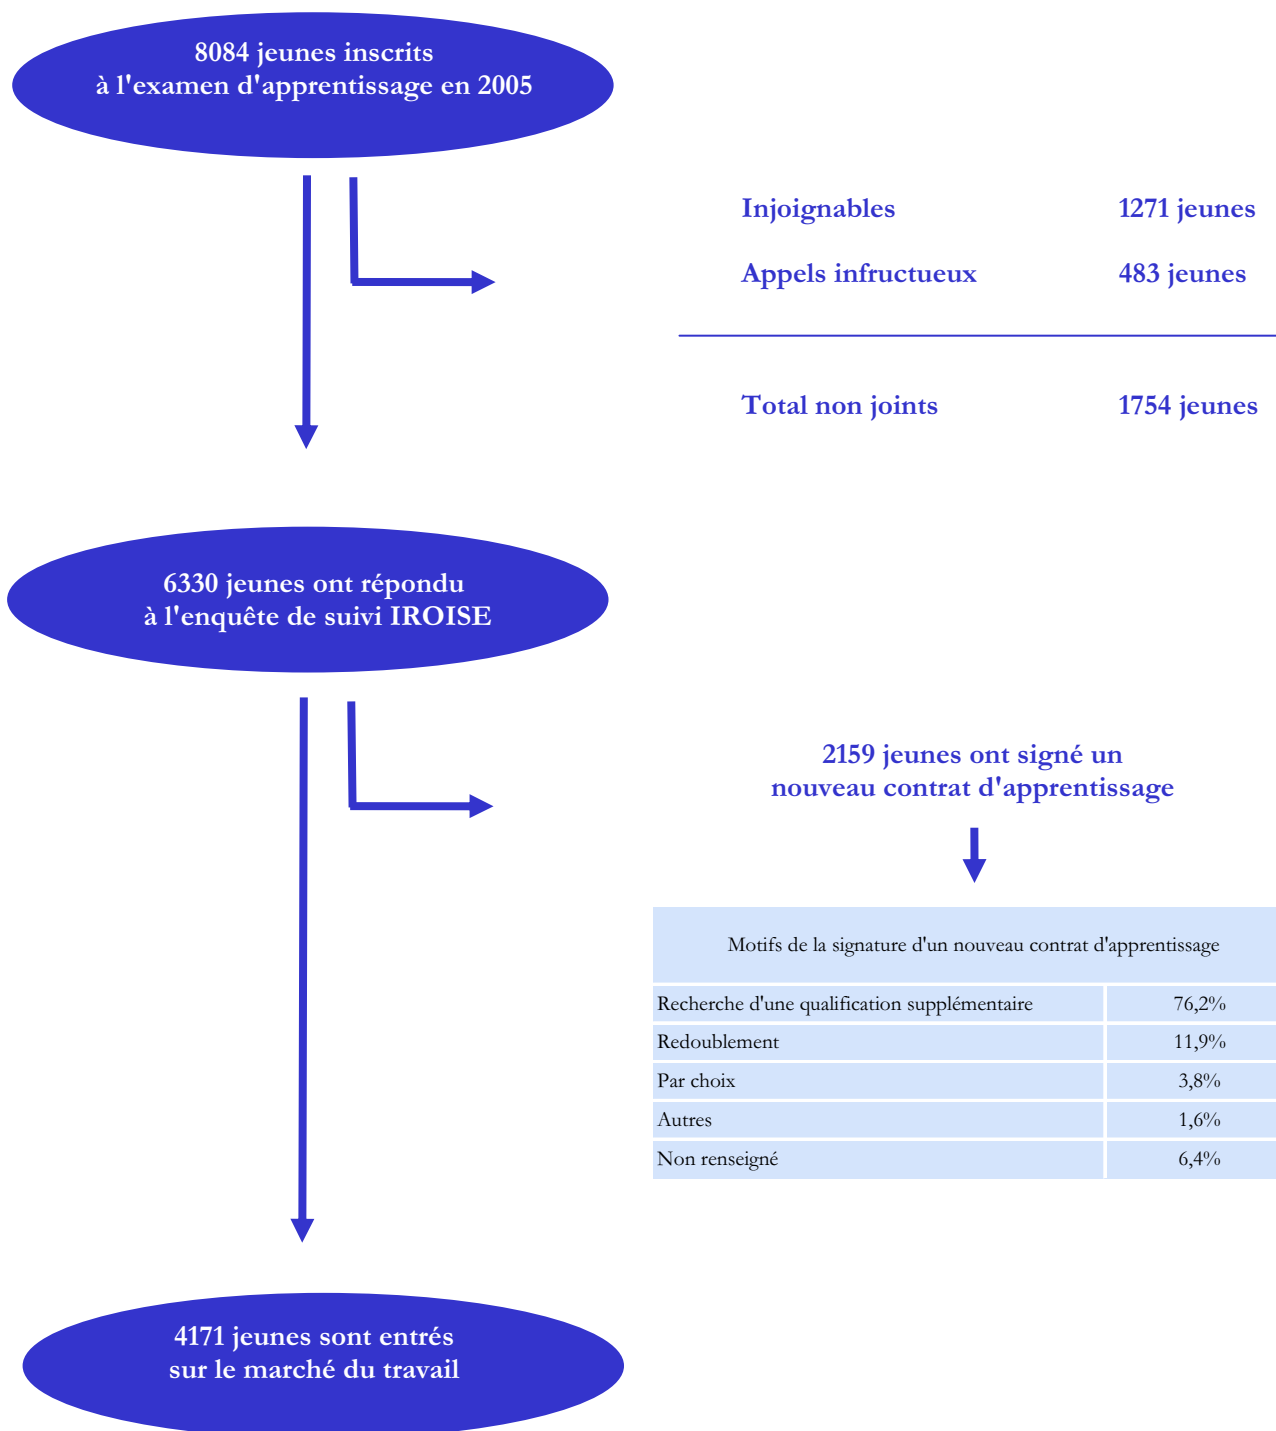 8084 jeunes inscrits
à l'examen d'apprentissage en 2005
Injoignables 1271 jeunes
Appels infructueux 483 jeunes
Total non joints 1754 jeunes
6330 jeunes ont répondu
à l'enquête de suivi IROISE
2159 jeunes ont signé un
nouveau contrat d'apprentissage
Motifs de la signature d'un nouveau contrat d'apprentissage
Recherche d'une qualification supplémentaire 76,2%
Redoublement 11,9%
Par choix 3,8%
Autres 1,6%
Non renseigné 6,4%
4171 jeunes sont entrés
sur le marché du travail